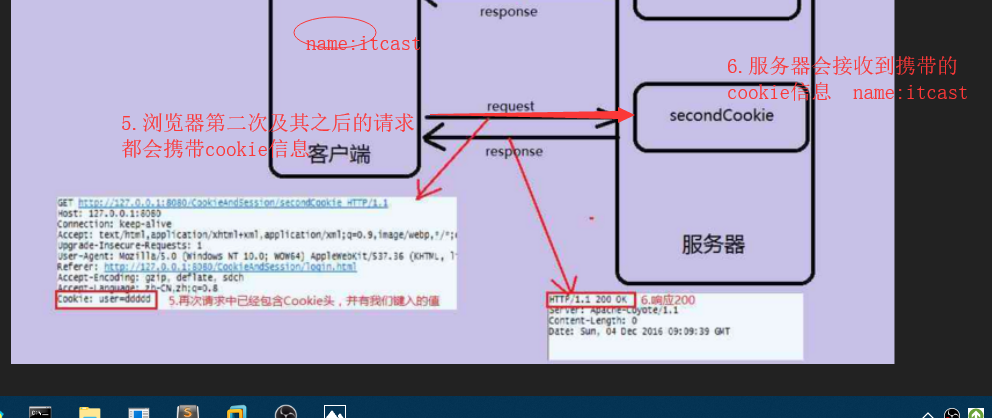 response
name:itcast
6.服务器会接收到携带的
cookie信息 name:itcast
request
secondCookie
5.浏览器第二次及其之后的请求
都会携带cookie信息
客户端
response
服务器
GET http://127.0.0.1:8080/CookieAndSession/secondCookie HTTP/1.1
Host: 127.0.0.1:8080
Connection: keep-alive
Accept: text/html,application/xhtml+xml,application/xml;q=0.9,image/webp,*/*;
Upgrade-Insecure-Requests: 1
User-Agent: Mozilla/5.0 (Windows NT 10.0; WOW64) AppleWebKit/537.36 (KHTML, l
Referer: http://127.0.0.1:8080/CookieAndSession/login.html
Accept-Encoding: gzip, deflate, sdch
Accept-Language: zh-CN,zh;q=0.8
Cookie: user=ddddd
5.再次请求中已经包含Cookie头，并有我们键入的值
HTTP/1.1 200 OK
6.响应200
Server: Apache-Coyote/1.1
Content-Length: 0
Date: Sun, 04 Dec 2016 09:09:39 GMT